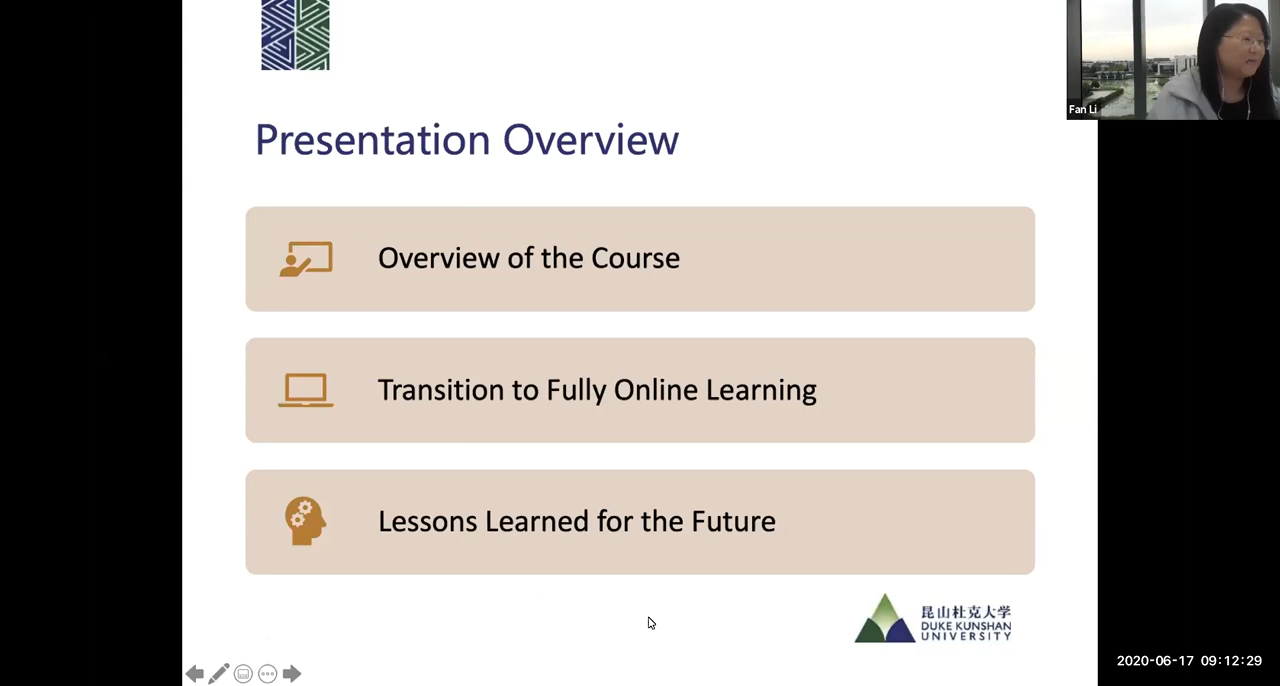 Fan Li
Presentation Overview
Overview of the Course
Transition to Fully Online Learning
Lessons Learned for the Future
昆山杜克大学
DUKE KUNSHAN
UNIVERSITY
2020-06-17 09:12:29